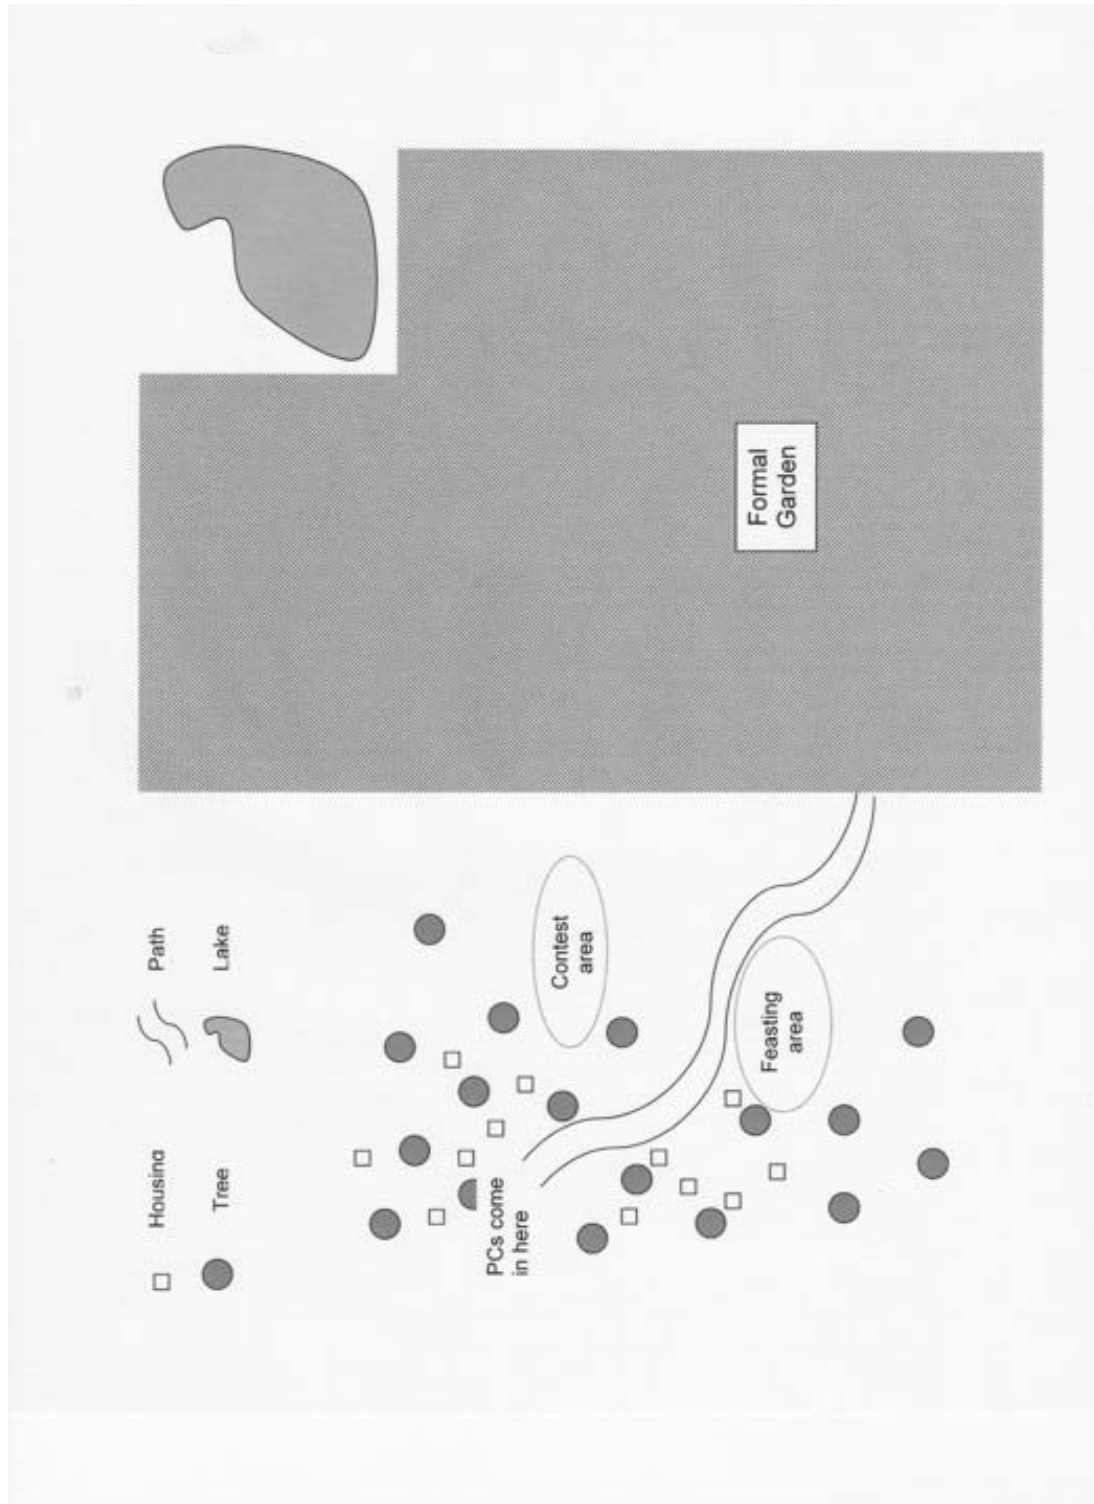 Housing
Path
Tree
Lake
PCs come
in here
Contest
area
Formal
Garden
Feasting
area